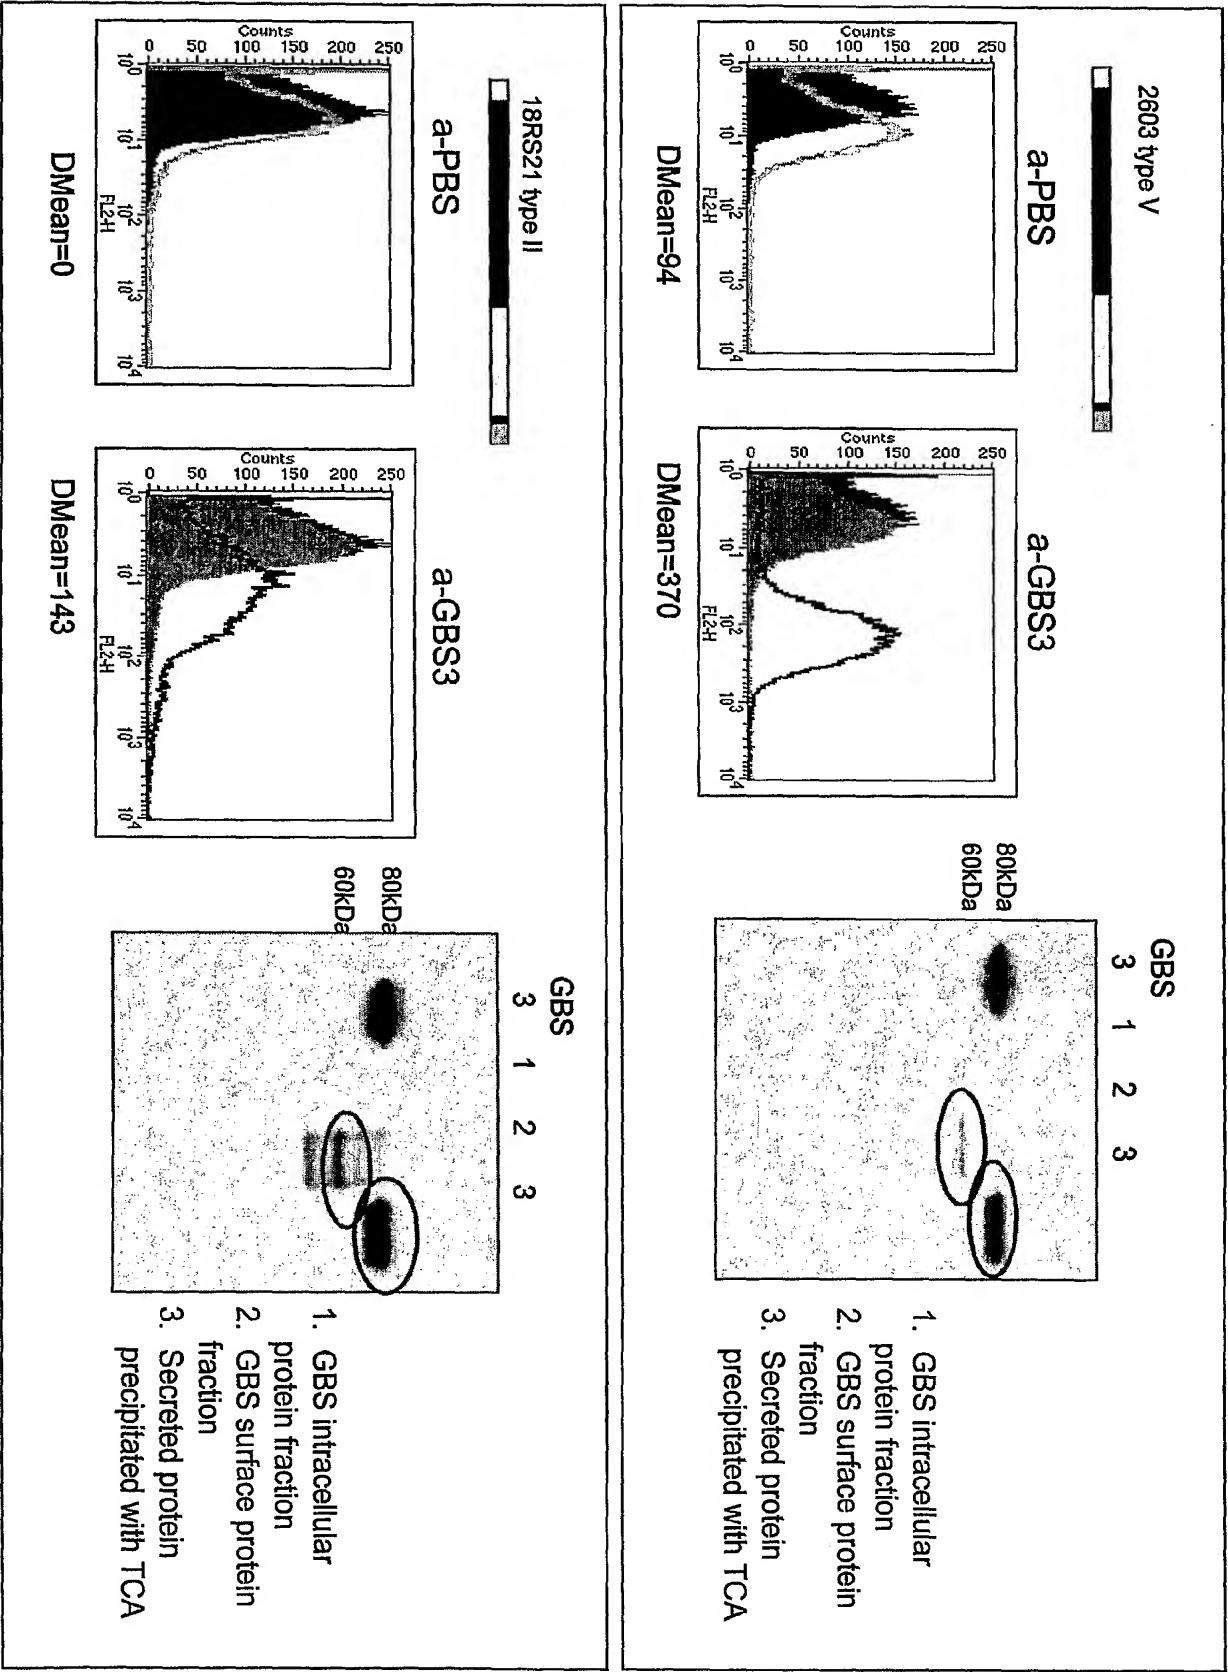 2603 type V
a-PBS
Counts
0 50 100 150 200 250
10^0 10^1 10^2 10^3 10^4
FL2-H
DMean=94
a-GBS3
Counts
0 50 100 150 200 250
10^0 10^1 10^2 10^3 10^4
FL2-H
DMean=370
GBS
3 1 2 3
80kDa
60kDa
1. GBS intracellular
protein fraction
2. GBS surface protein
fraction
3. Secreted protein
precipitated with TCA
18RS21 type II
a-PBS
Counts
0 50 100 150 200 250
10^0 10^1 10^2 10^3 10^4
FL2-H
DMean=0
a-GBS3
Counts
0 50 100 150 200 250
10^0 10^1 10^2 10^3 10^4
FL2-H
DMean=143
GBS
3 1 2 3
80kDa
60kDa
1. GBS intracellular
protein fraction
2. GBS surface protein
fraction
3. Secreted protein
precipitated with TCA